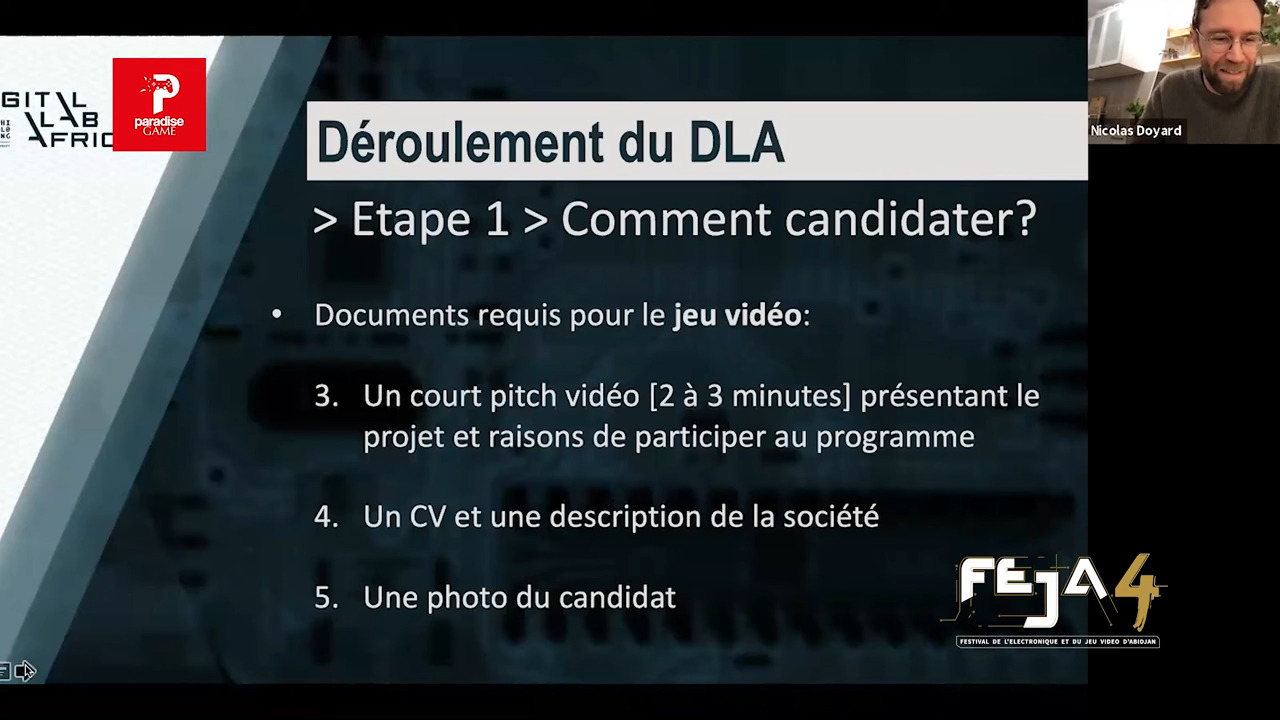 GITAL
LAB
AFRIC
paradise
GAME
Nicolas Doyard
Déroulement du DLA
> Etape 1 > Comment candidater?
• Documents requis pour le jeu vidéo:
3. Un court pitch vidéo [2 à 3 minutes] présentant le
projet et raisons de participer au programme
4. Un CV et une description de la société
5. Une photo du candidat
FEJA 4
FESTIVAL DE L'ELECTRONIQUE ET DU JEU VIDEO D'ABIDJAN